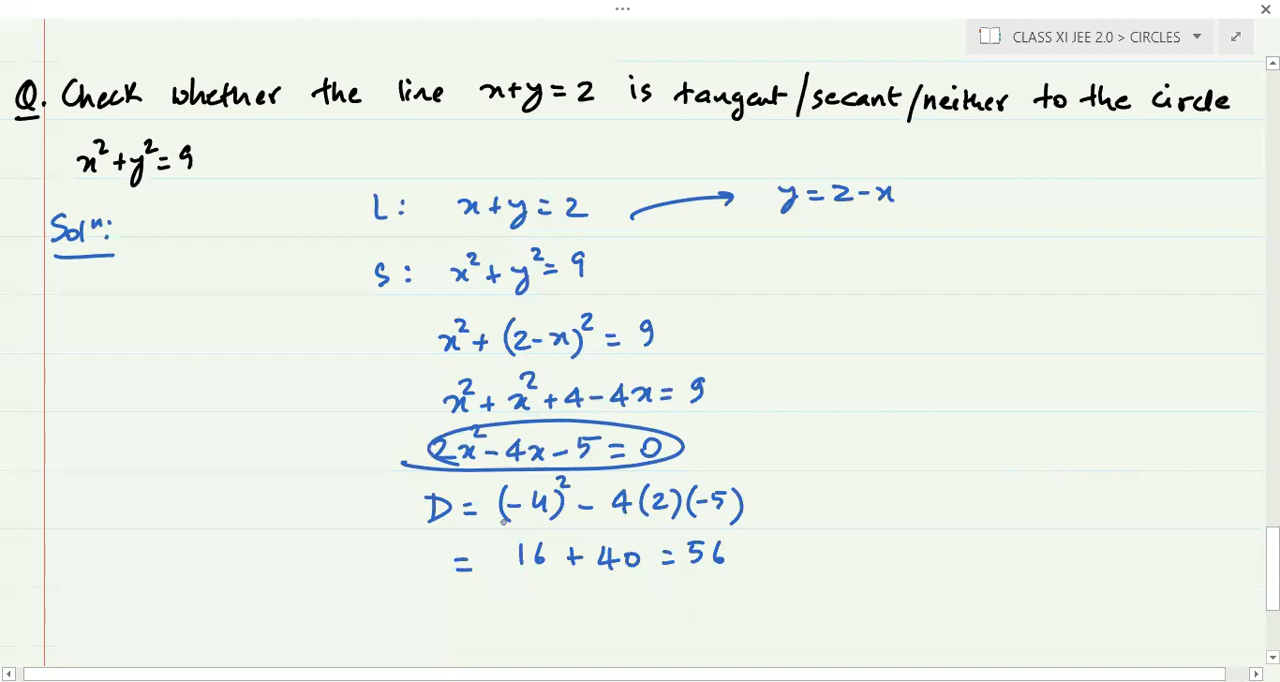 CLASS XI JEE 2.0 > CIRCLES
Q. Check whether the line x+y=2 is tangent/secant/neither to the circle
x²+y²=9
Solⁿ:
L: x+y=2 → y=2-x
S: x²+y²=9
x²+(2-x)²=9
x²+x²+4-4x=9
2x²-4x-5=0
D=(-4)²-4(2)(-5)
= 16+40=56